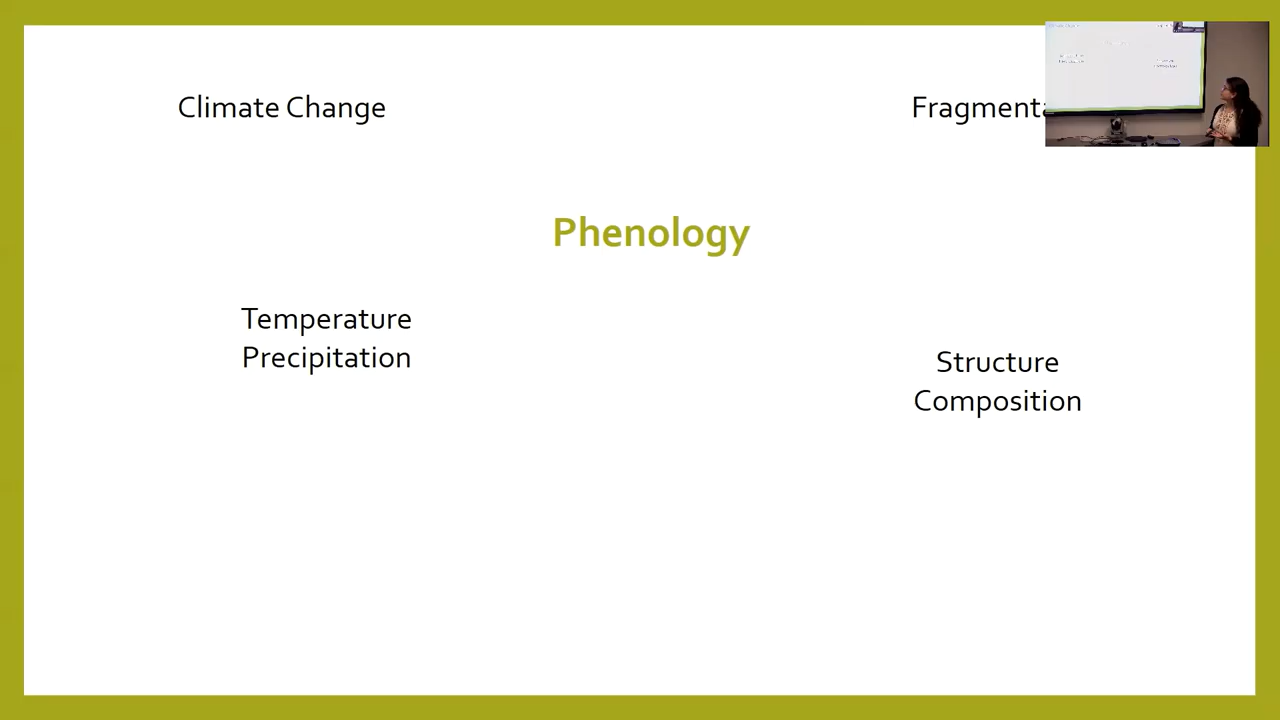 Climate Change
Phenology
Temperature
Precipitation
Structure
Composition